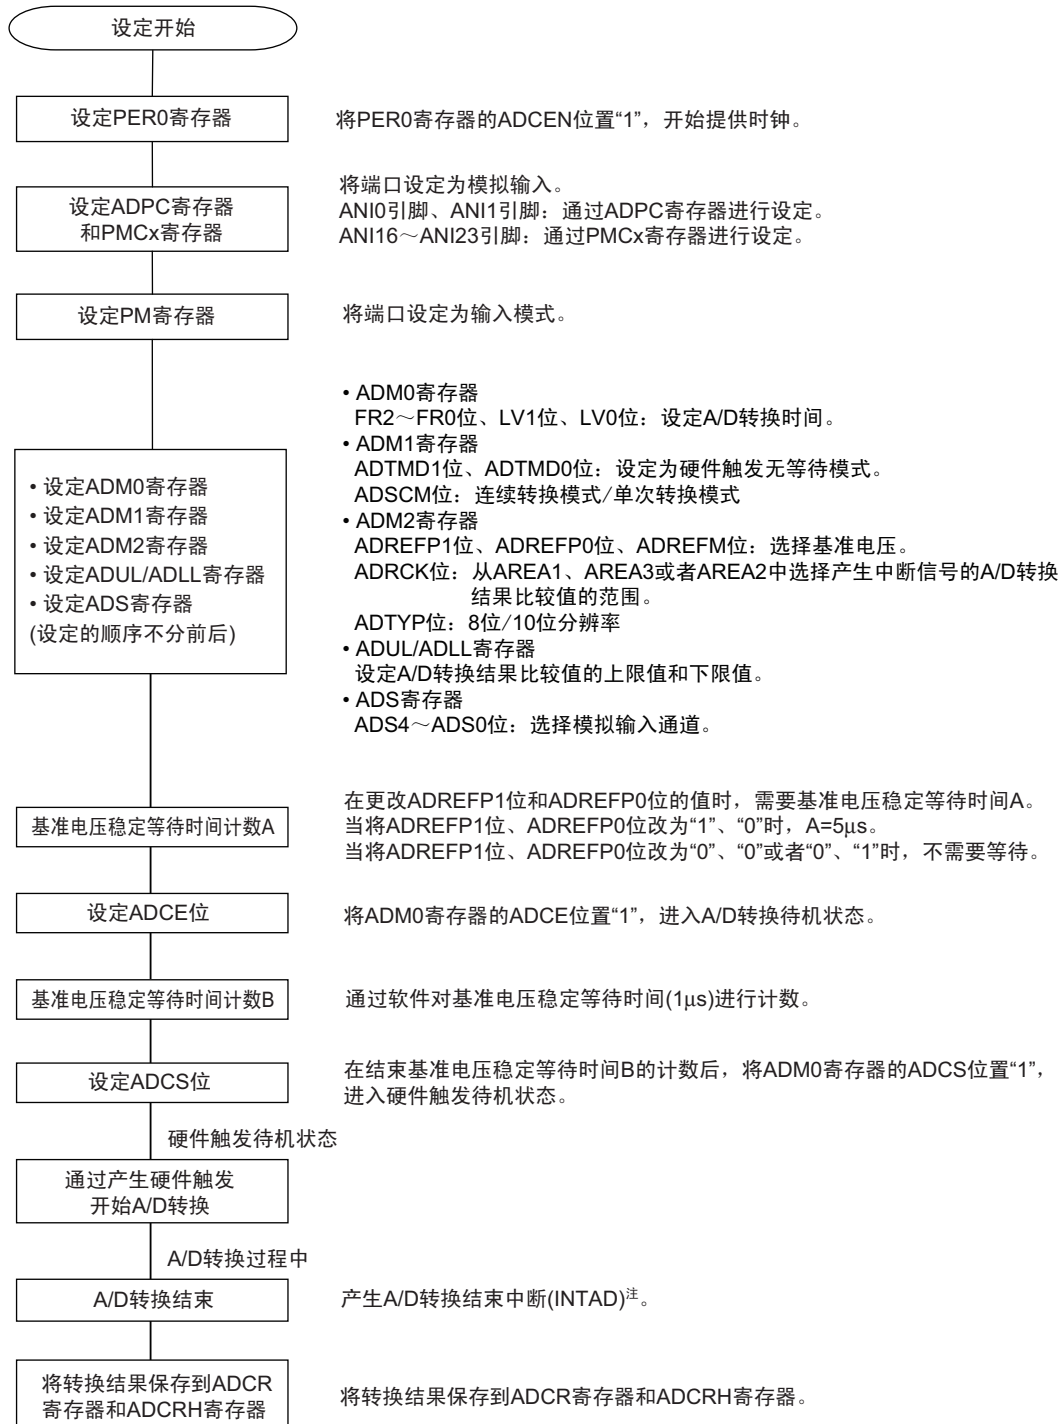 设定开始
设定PER0寄存器
将PER0寄存器的ADCEN位置“1”，开始提供时钟。
设定ADPC寄存器
和PMCx寄存器
将端口设定为模拟输入。
ANI0引脚、ANI1引脚：通过ADPC寄存器进行设定。
ANI16～ANI23引脚：通过PMCx寄存器进行设定。
设定PM寄存器
将端口设定为输入模式。
• 设定ADM0寄存器
• 设定ADM1寄存器
• 设定ADM2寄存器
• 设定ADUL/ADLL寄存器
• 设定ADS寄存器
(设定的顺序不分前后)
• ADM0寄存器
FR2～FR0位、LV1位、LV0位：设定A/D转换时间。
• ADM1寄存器
ADTMD1位、ADTMD0位：设定为硬件触发无等待模式。
ADSCM位：连续转换模式/单次转换模式
• ADM2寄存器
ADREFP1位、ADREFP0位、ADREFM位：选择基准电压。
ADRCK位：从AREA1、AREA3或者AREA2中选择产生中断信号的A/D转换
结果比较值的范围。
ADTYP位：8位/10位分辨率
• ADUL/ADLL寄存器
设定A/D转换结果比较值的上限值和下限值。
• ADS寄存器
ADS4～ADS0位：选择模拟输入通道。
基准电压稳定等待时间计数A
在更改ADREFP1位和ADREFP0位的值时，需要基准电压稳定等待时间A。
当将ADREFP1位、ADREFP0位改为“1”、“0”时，A=5μs。
当将ADREFP1位、ADREFP0位改为“0”、“0”或者“0”、“1”时，不需要等待。
设定ADCE位
将ADM0寄存器的ADCE位置“1”，进入A/D转换待机状态。
基准电压稳定等待时间计数B
通过软件对基准电压稳定等待时间(1μs)进行计数。
设定ADCS位
在结束基准电压稳定等待时间B的计数后，将ADM0寄存器的ADCS位置“1”，
进入硬件触发待机状态。
硬件触发待机状态
通过产生硬件触发
开始A/D转换
A/D转换过程中
A/D转换结束
产生A/D转换结束中断(INTAD)注。
将转换结果保存到ADCR
寄存器和ADCRH寄存器
将转换结果保存到ADCR寄存器和ADCRH寄存器。